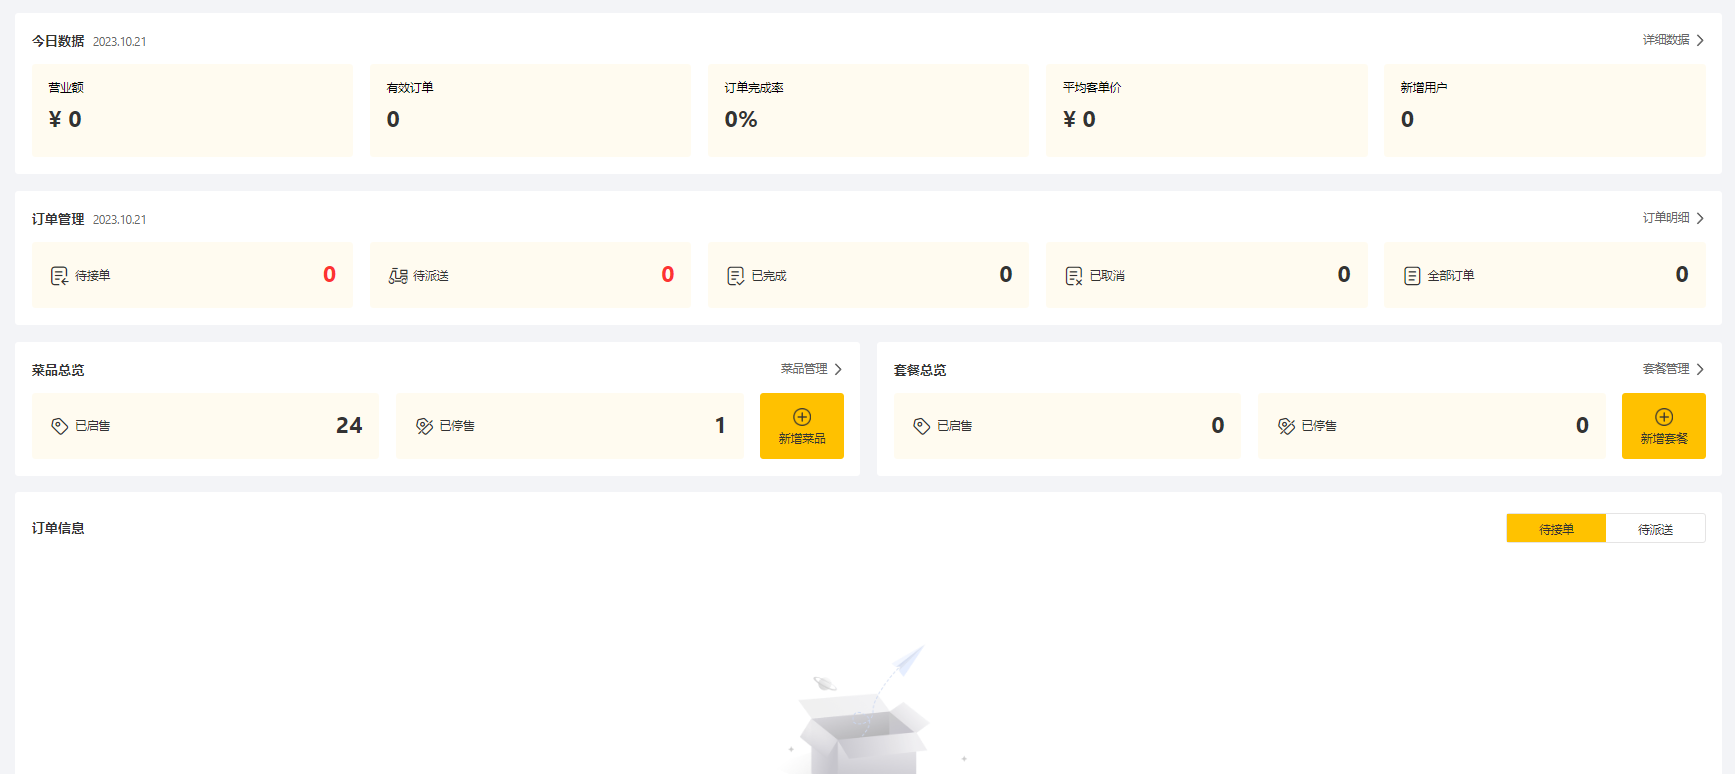 今日数据 2023.10.21 详细数据
营业额 有效订单 订单完成率 平均客单价 新增用户
¥ 0 0 0% ¥ 0 0
订单管理 2023.10.21 订单明细
待接单 0 待派送 0 已完成 0 已取消 0 全部订单 0
菜品总览 菜品管理
已启售 24 已停售 1 新增菜品
套餐总览 套餐管理
已启售 0 已停售 0 新增套餐
订单信息 待接单 待派送